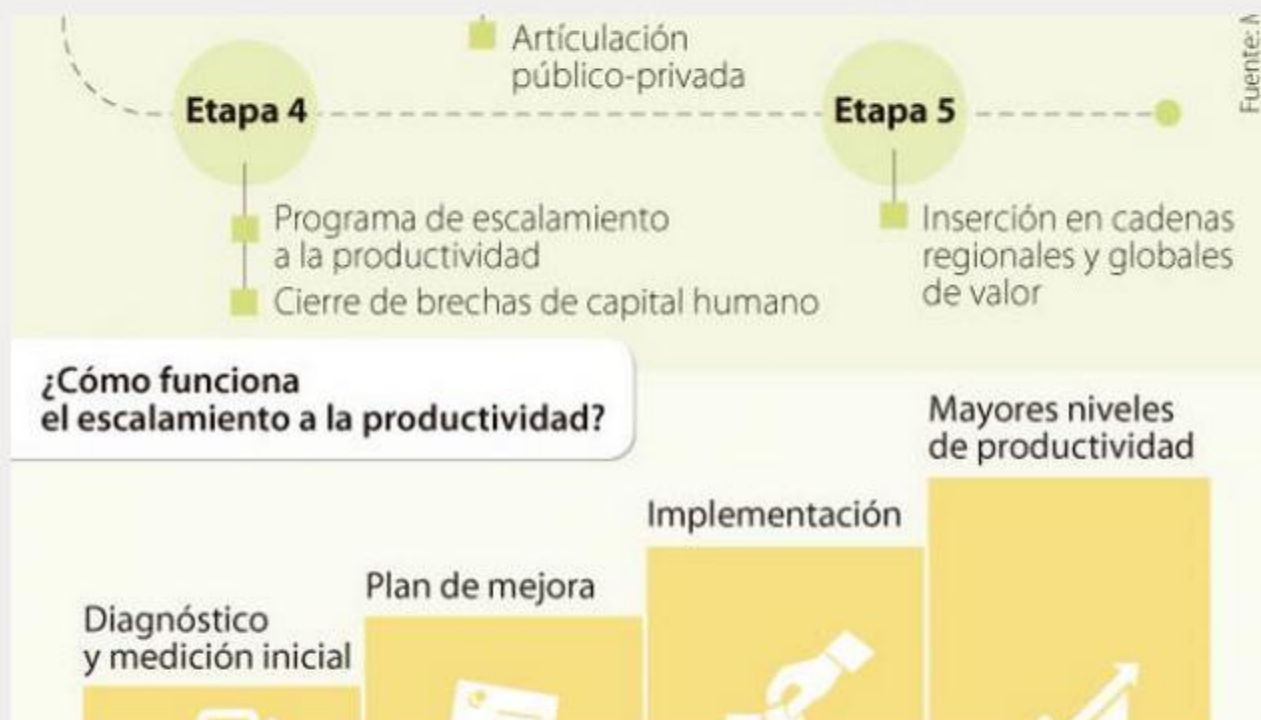 Artículación
público-privada
Fuente:
Etapa 4
Etapa 5
Programa de escalamiento
a la productividad
Cierre de brechas de capital humano
Inserción en cadenas
regionales y globales
de valor
¿Cómo funciona
el escalamiento a la productividad?
Mayores niveles
de productividad
Implementación
Plan de mejora
Diagnóstico
y medición inicial